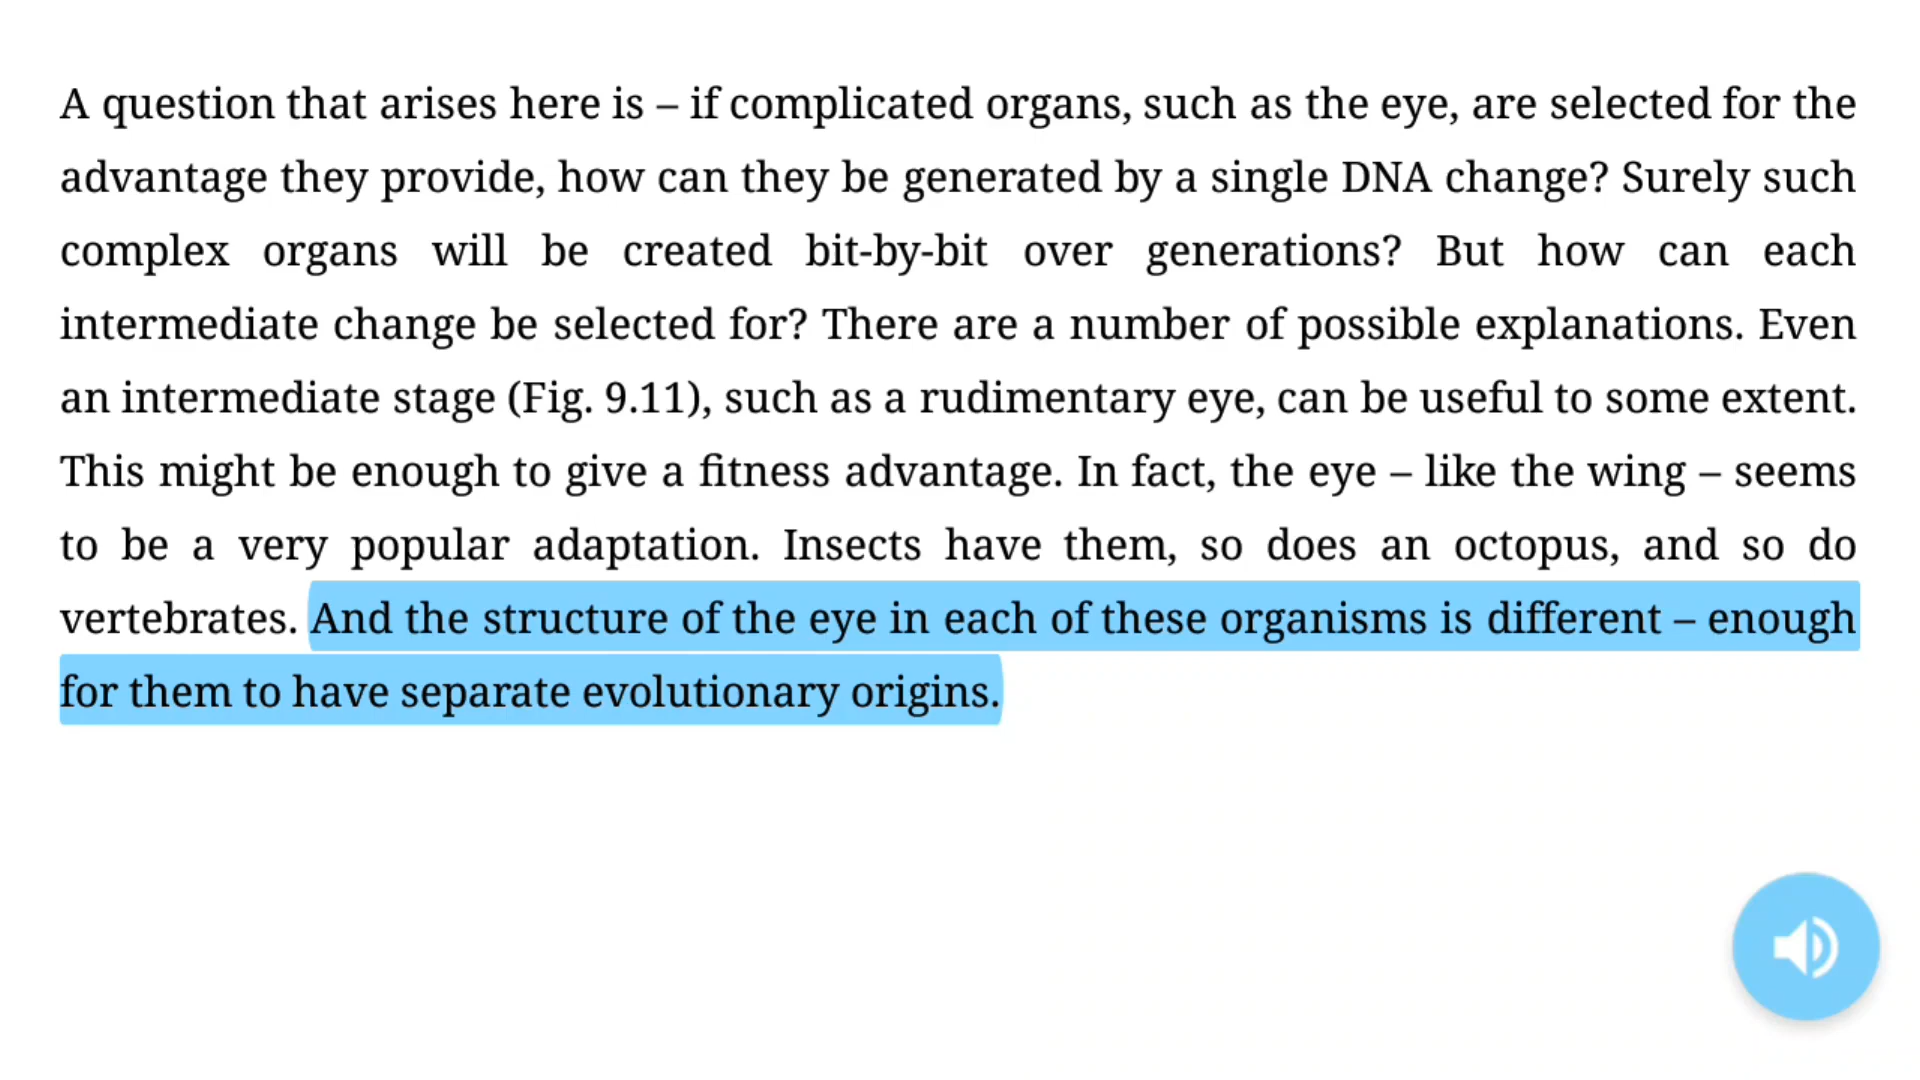 A question that arises here is – if complicated organs, such as the eye, are selected for the
advantage they provide, how can they be generated by a single DNA change? Surely such
complex organs will be created bit-by-bit over generations? But how can each
intermediate change be selected for? There are a number of possible explanations. Even
an intermediate stage (Fig. 9.11), such as a rudimentary eye, can be useful to some extent.
This might be enough to give a fitness advantage. In fact, the eye – like the wing – seems
to be a very popular adaptation. Insects have them, so does an octopus, and so do
vertebrates. And the structure of the eye in each of these organisms is different – enough
for them to have separate evolutionary origins.